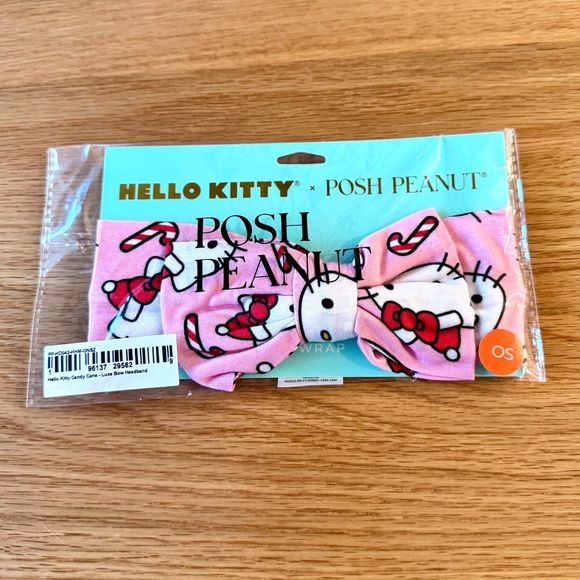 HELLO KITTY® × POSH PEANUT®
POSH
PEANUT
WRAP
OS
1 96137 29582 9
Hello Kitty Candy Cane - Luxe Bow Headband